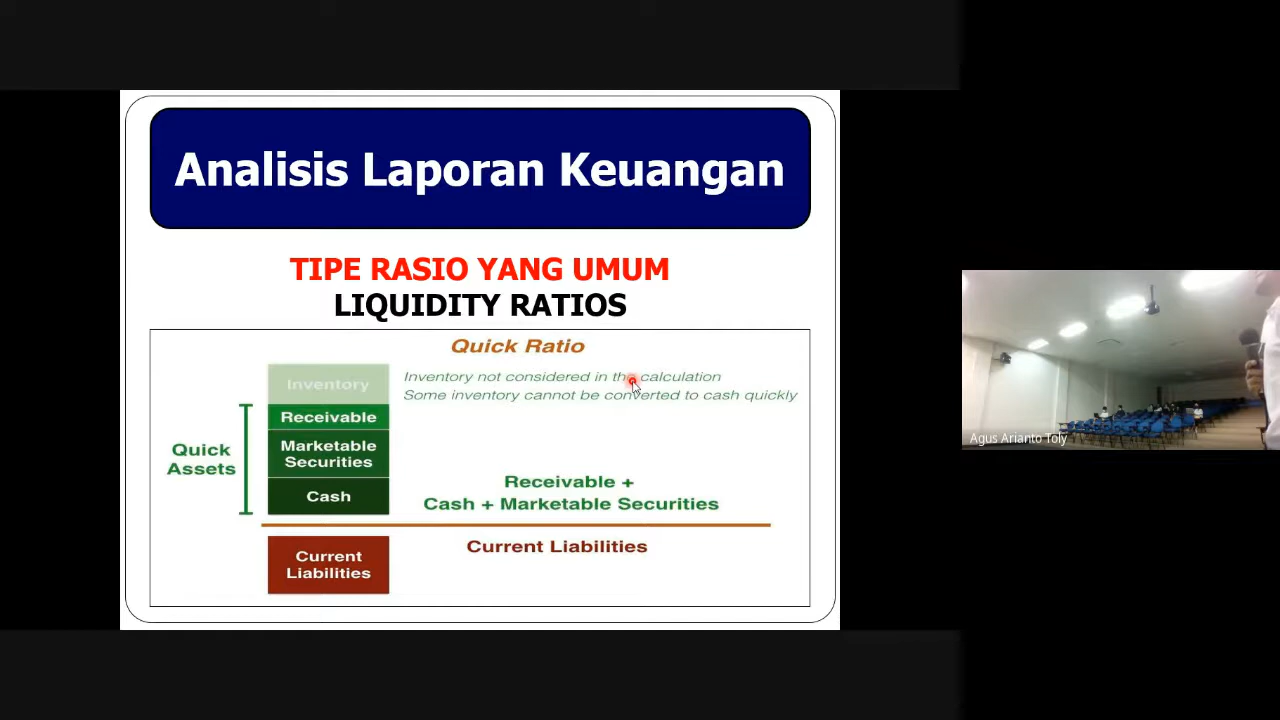 Analisis Laporan Keuangan
TIPE RASIO YANG UMUM
LIQUIDITY RATIOS
Quick Ratio
Inventory
Inventory not considered in the calculation
Some inventory cannot be converted to cash quickly
Quick
Assets
Receivable
Marketable
Securities
Cash
Receivable +
Cash + Marketable Securities
Current
Liabilities
Current Liabilities
Agus Arianto Toly